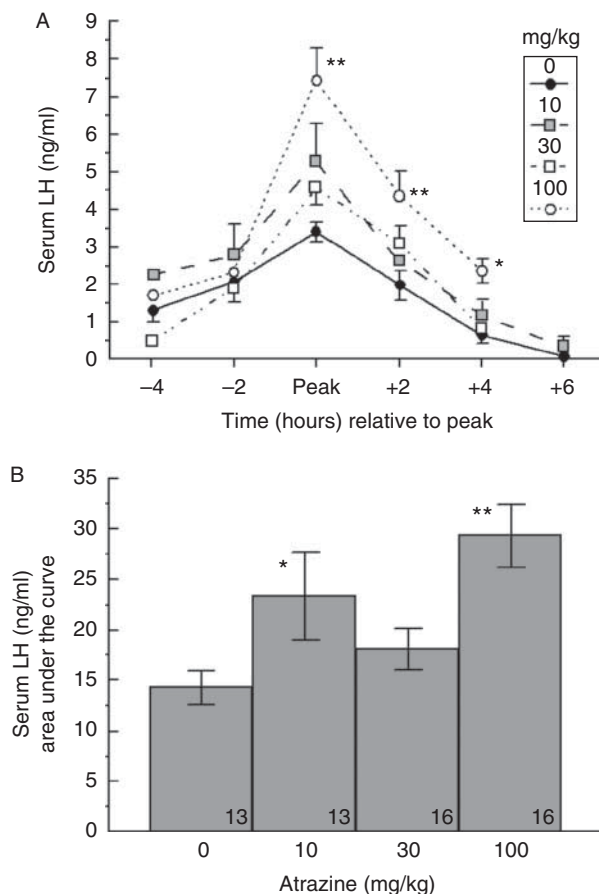 A
mg/kg
0
10
30
100
9
8
7
6
5
4
3
2
1
0
Serum LH (ng/ml)
**
**
*
–4 –2 Peak +2 +4 +6
Time (hours) relative to peak
B
35
30
25
20
15
10
5
0
Serum LH (ng/ml)
area under the curve
*
**
13 13 16 16
0 10 30 100
Atrazine (mg/kg)